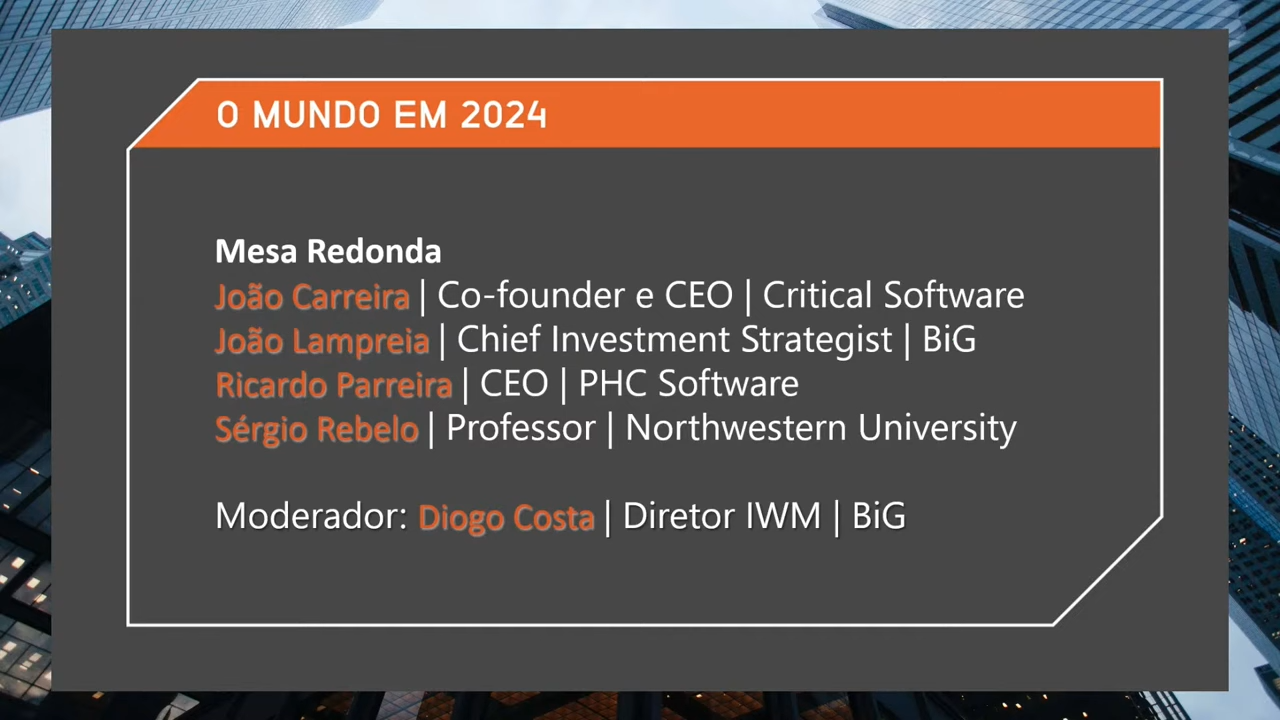 O MUNDO EM 2024
Mesa Redonda
João Carreira | Co-founder e CEO | Critical Software
João Lampreia | Chief Investment Strategist | BiG
Ricardo Parreira | CEO | PHC Software
Sérgio Rebelo | Professor | Northwestern University
Moderador: Diogo Costa | Diretor IWM | BiG